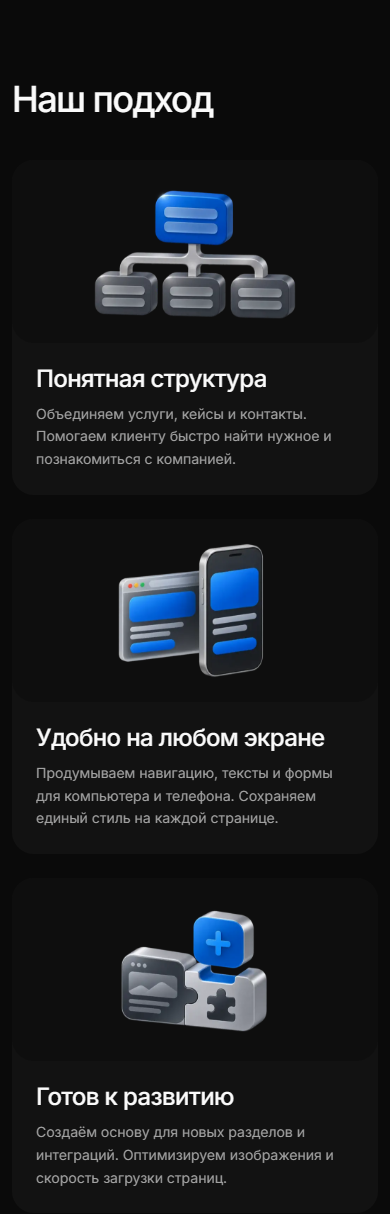 Наш подход
Понятная структура
Объединяем услуги, кейсы и контакты.
Помогаем клиенту быстро найти нужное и
познакомиться с компанией.
Удобно на любом экране
Продумываем навигацию, тексты и формы
для компьютера и телефона. Сохраняем
единый стиль на каждой странице.
Готов к развитию
Создаём основу для новых разделов и
интеграций. Оптимизируем изображения и
скорость загрузки страниц.